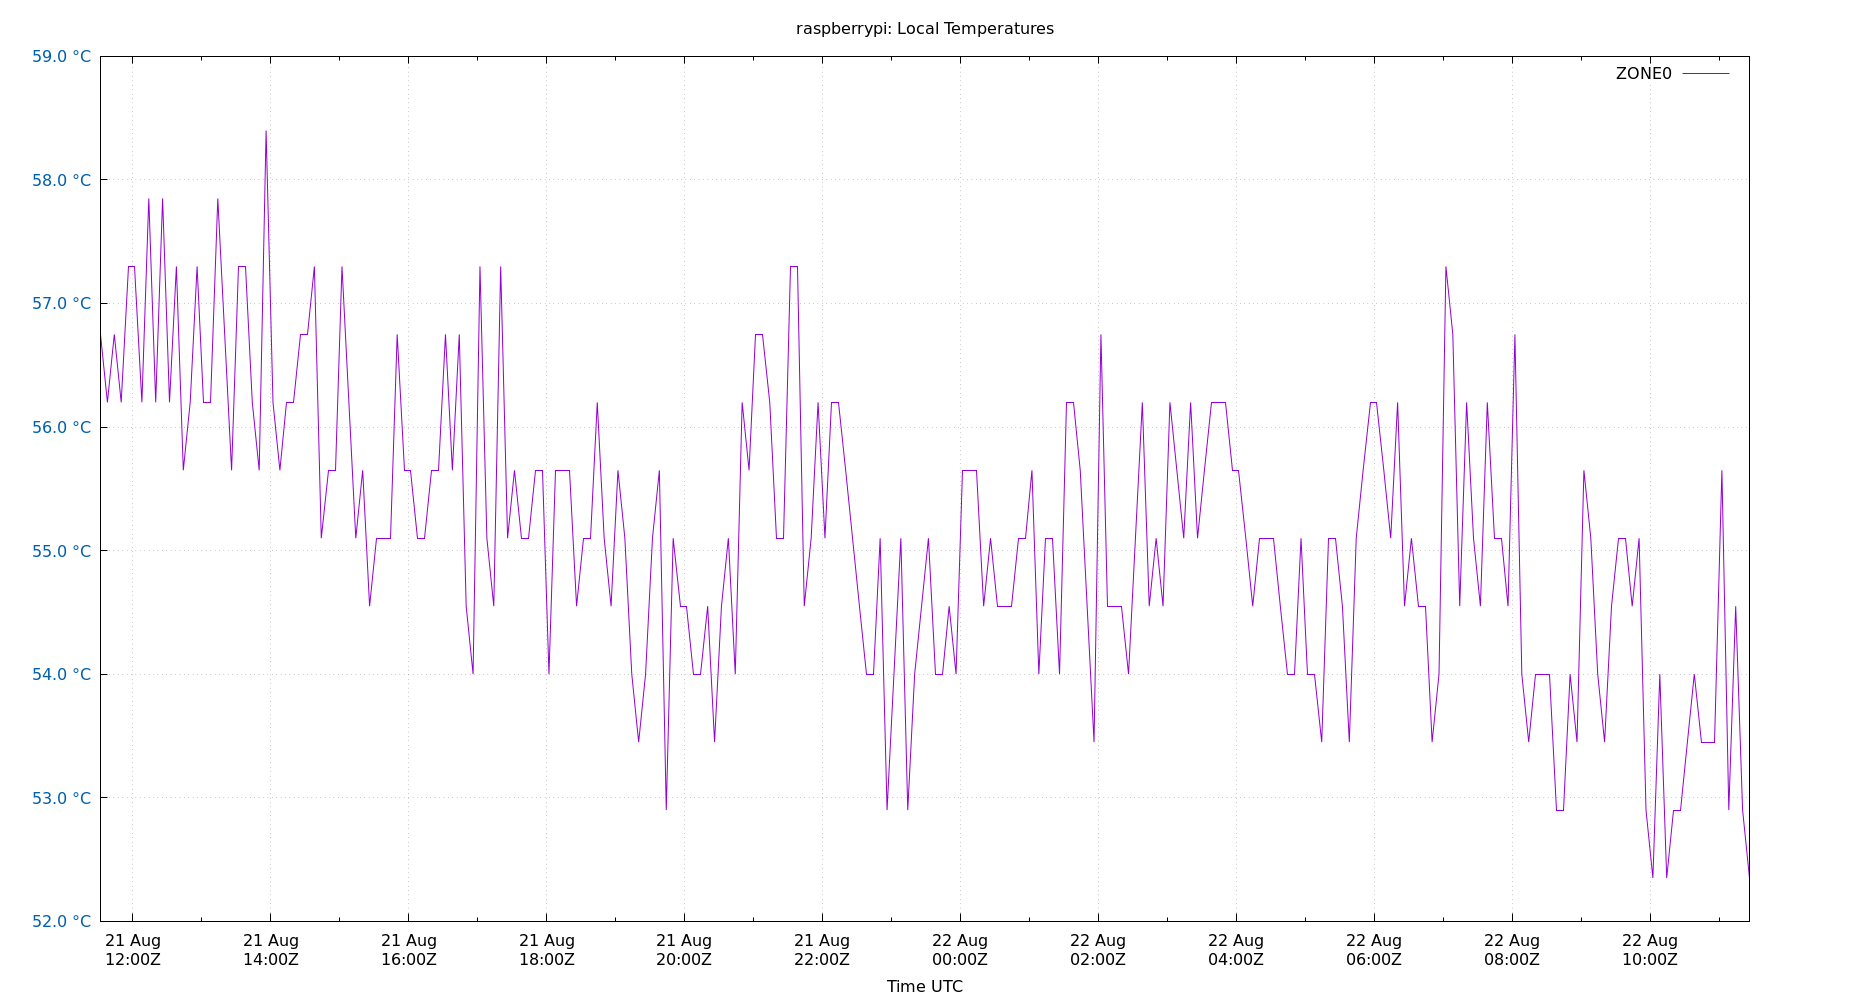 raspberrypi: Local Temperatures
59.0 °C
ZONE0
58.0 °C
57.0 °C
56.0 °C
55.0 °C
54.0 °C
53.0 °C
52.0 °C
21 Aug 21 Aug 21 Aug 21 Aug 21 Aug 21 Aug 22 Aug 22 Aug 22 Aug 22 Aug 22 Aug 22 Aug
12:00Z 14:00Z 16:00Z 18:00Z 20:00Z 22:00Z 00:00Z 02:00Z 04:00Z 06:00Z 08:00Z 10:00Z
Time UTC